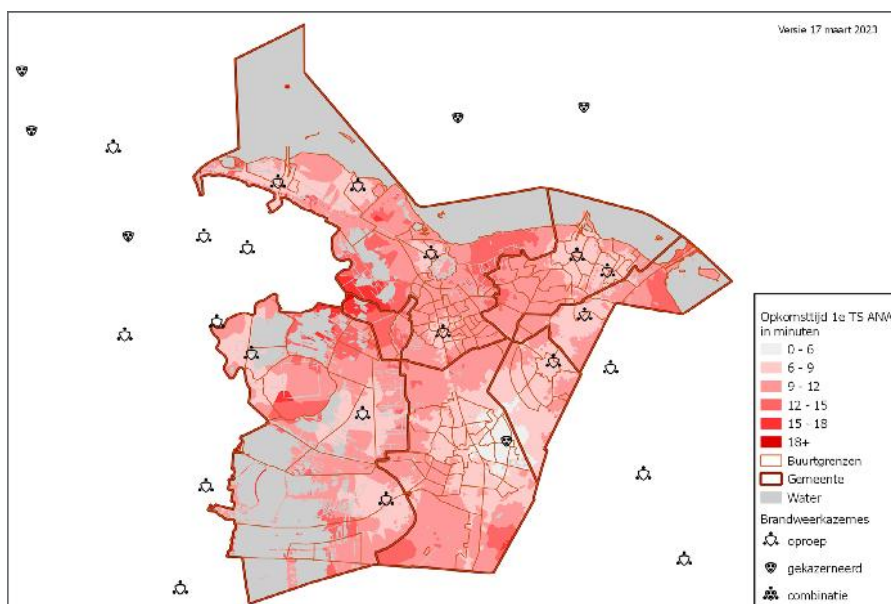 Versie 17 maart 2023
Opkomsttijd 1e TS ANW
in minuten
0 - 6
6 - 9
9 - 12
12 - 15
15 - 18
18+
Buurtgrenzen
Gemeente
Water
Brandweerkazernes
oproep
gekazerneerd
combinatie